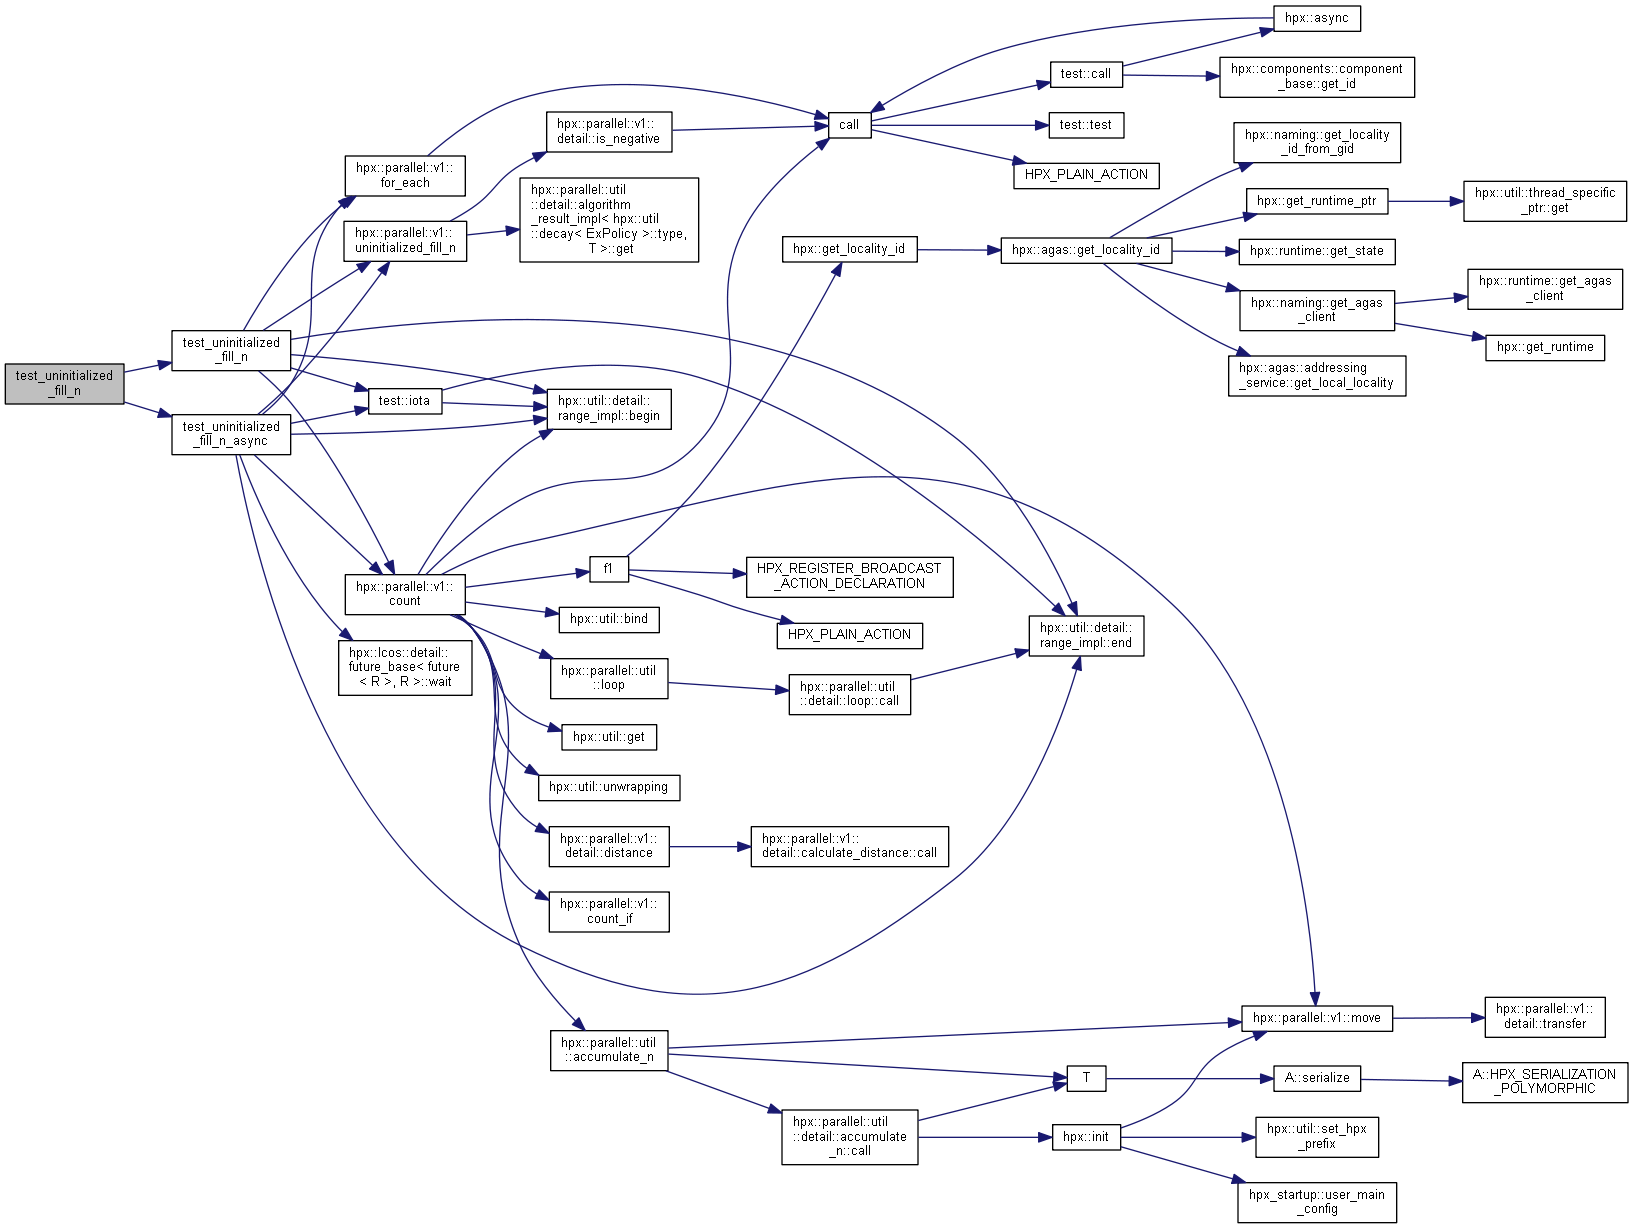 test_uninitialized
_fill_n
test_uninitialized
_fill_n
test_uninitialized
_fill_n_async
hpx::parallel::v1::
for_each
hpx::parallel::v1::
uninitialized_fill_n
test::iota
hpx::parallel::v1::
count
hpx::lcos::detail::
future_base< future
< R >, R >::wait
hpx::parallel::v1::
detail::is_negative
hpx::parallel::util
::detail::algorithm
_result_impl< hpx::util
::decay< ExPolicy >::type,
T >::get
hpx::util::detail::
range_impl::begin
f1
hpx::util::bind
hpx::parallel::util
::loop
hpx::util::get
hpx::util::unwrapping
hpx::parallel::v1::
detail::distance
hpx::parallel::v1::
count_if
hpx::parallel::util
::accumulate_n
call
hpx::get_locality_id
HPX_REGISTER_BROADCAST
_ACTION_DECLARATION
HPX_PLAIN_ACTION
hpx::parallel::util
::detail::loop::call
hpx::parallel::v1::
detail::calculate_distance::call
hpx::parallel::util
::detail::accumulate
_n::call
test::call
test::test
HPX_PLAIN_ACTION
hpx::agas::get_locality_id
hpx::util::detail::
range_impl::end
T
hpx::init
hpx::async
hpx::components::component
_base::get_id
hpx::naming::get_locality
_id_from_gid
hpx::get_runtime_ptr
hpx::runtime::get_state
hpx::naming::get_agas
_client
hpx::agas::addressing
_service::get_local_locality
hpx::parallel::v1::move
A::serialize
hpx::util::set_hpx
_prefix
hpx_startup::user_main
_config
hpx::util::thread_specific
_ptr::get
hpx::runtime::get_agas
_client
hpx::get_runtime
hpx::parallel::v1::
detail::transfer
A::HPX_SERIALIZATION
_POLYMORPHIC